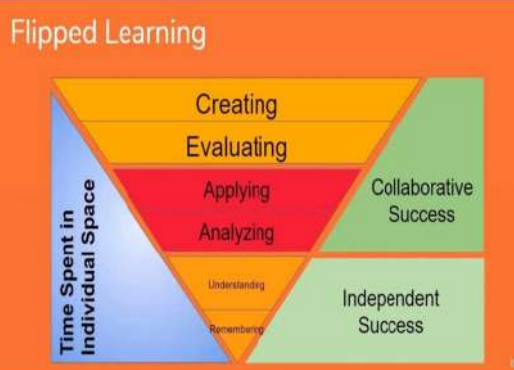 Flipped Learning
Creating
Evaluating
Applying
Analyzing
Understanding
Remembering
Time Spent in
Individual Space
Collaborative
Success
Independent
Success